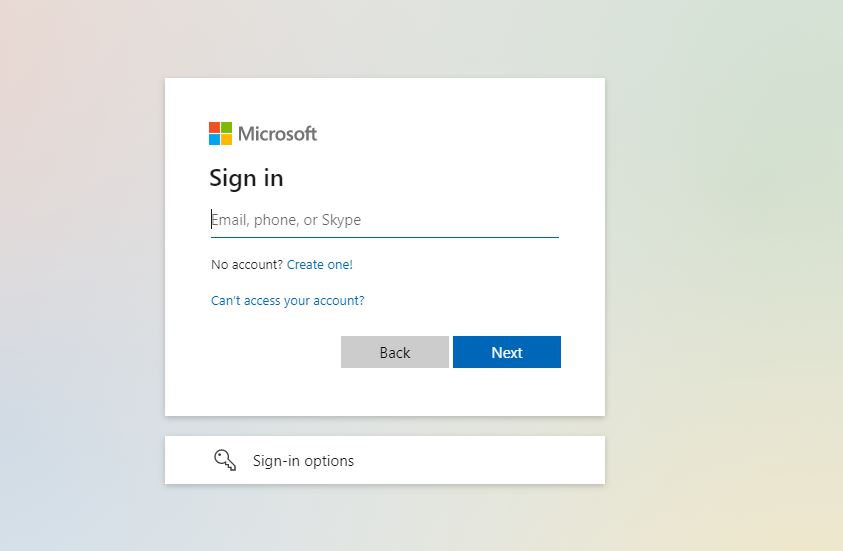 Microsoft
Sign in
Email, phone, or Skype
No account? Create one!
Can't access your account?
Back
Next
Sign-in options